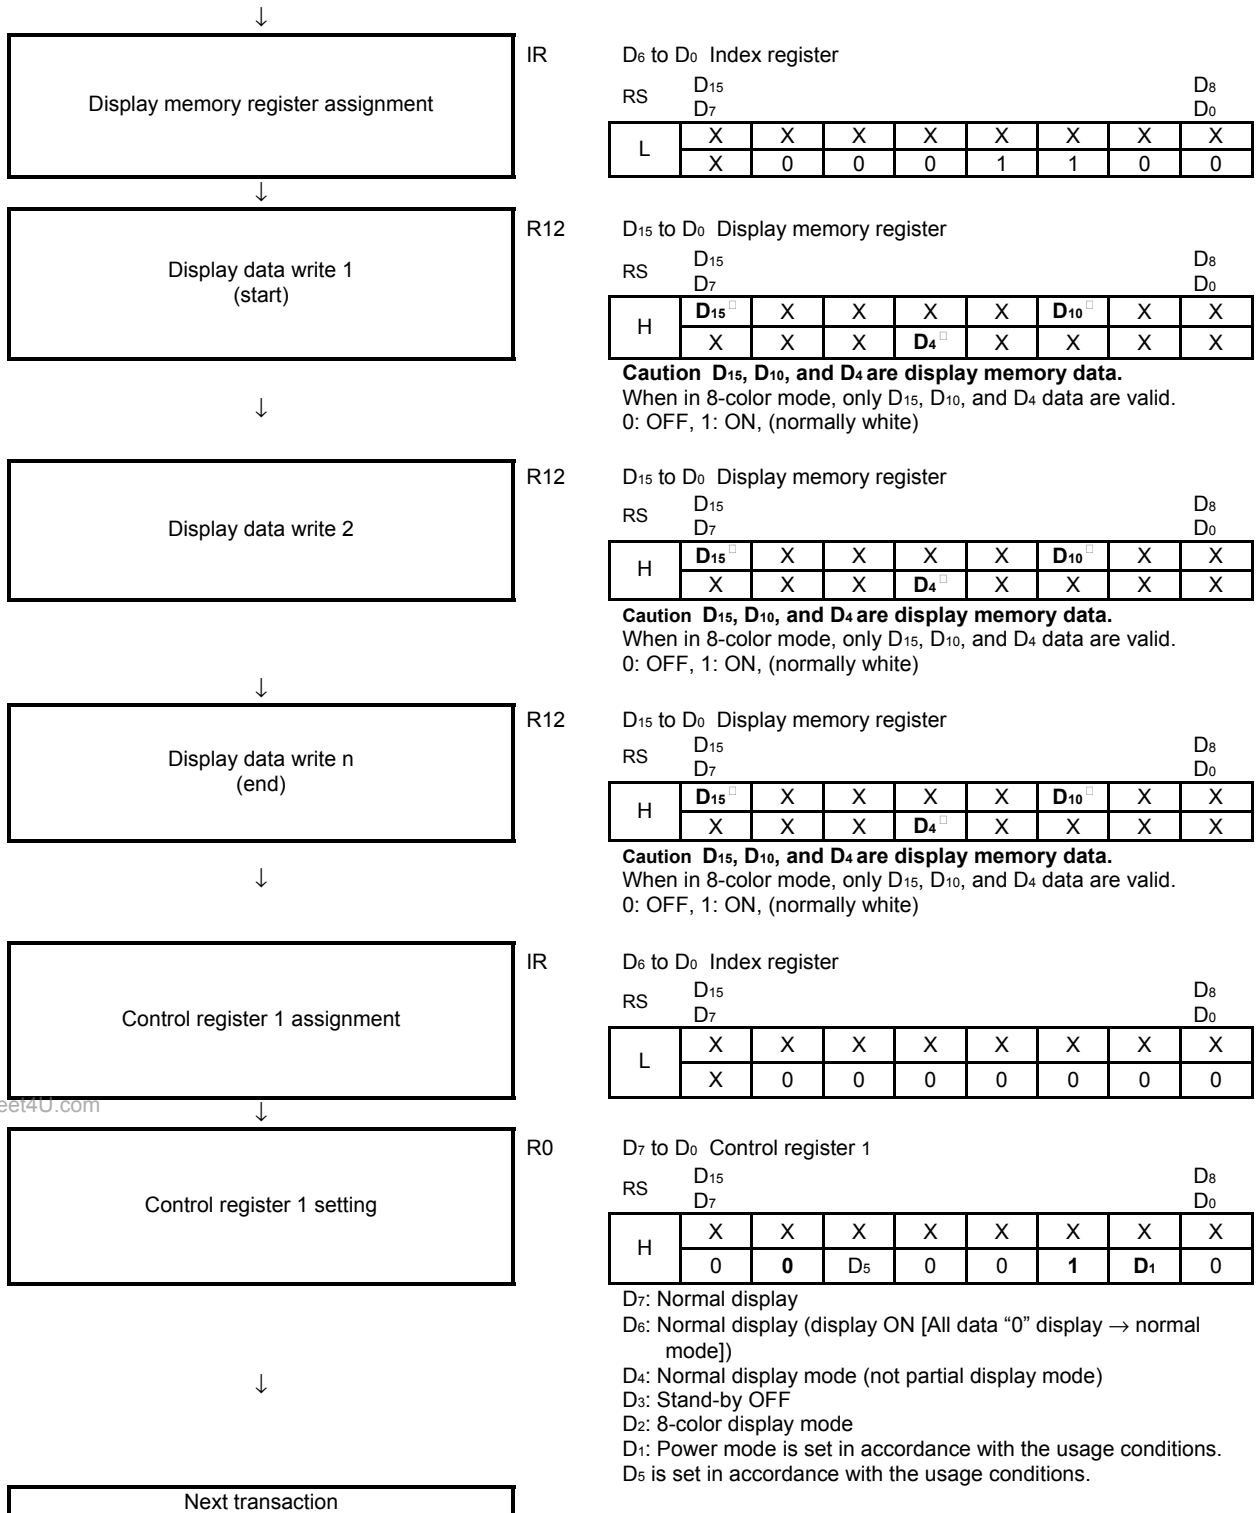 ↓
IR D6 to D0 Index register
Display memory register assignment
RS D15 D8
D7 D0
L X X X X X X X X
X 0 0 0 1 1 0 0
↓
R12 D15 to D0 Display memory register
Display data write 1
(start)
RS D15 D8
D7 D0
H D15□ X X X X D10□ X X
X X X D4□ X X X X
Caution D15, D10, and D4 are display memory data.
When in 8-color mode, only D15, D10, and D4 data are valid.
0: OFF, 1: ON, (normally white)
↓
R12 D15 to D0 Display memory register
Display data write 2
RS D15 D8
D7 D0
H D15□ X X X X D10□ X X
X X X D4□ X X X X
Caution D15, D10, and D4 are display memory data.
When in 8-color mode, only D15, D10, and D4 data are valid.
0: OFF, 1: ON, (normally white)
↓
R12 D15 to D0 Display memory register
Display data write n
(end)
RS D15 D8
D7 D0
H D15□ X X X X D10□ X X
X X X D4□ X X X X
Caution D15, D10, and D4 are display memory data.
When in 8-color mode, only D15, D10, and D4 data are valid.
0: OFF, 1: ON, (normally white)
↓
IR D6 to D0 Index register
Control register 1 assignment
RS D15 D8
D7 D0
L X X X X X X X X
X 0 0 0 0 0 0 0
eet4U.com
↓
R0 D7 to D0 Control register 1
Control register 1 setting
RS D15 D8
D7 D0
H X X X X X X X X
0 0 D5 0 0 1 D1 0
D7: Normal display
D6: Normal display (display ON [All data “0” display → normal
mode])
D4: Normal display mode (not partial display mode)
D3: Stand-by OFF
D2: 8-color display mode
D1: Power mode is set in accordance with the usage conditions.
D5 is set in accordance with the usage conditions.
↓
Next transaction